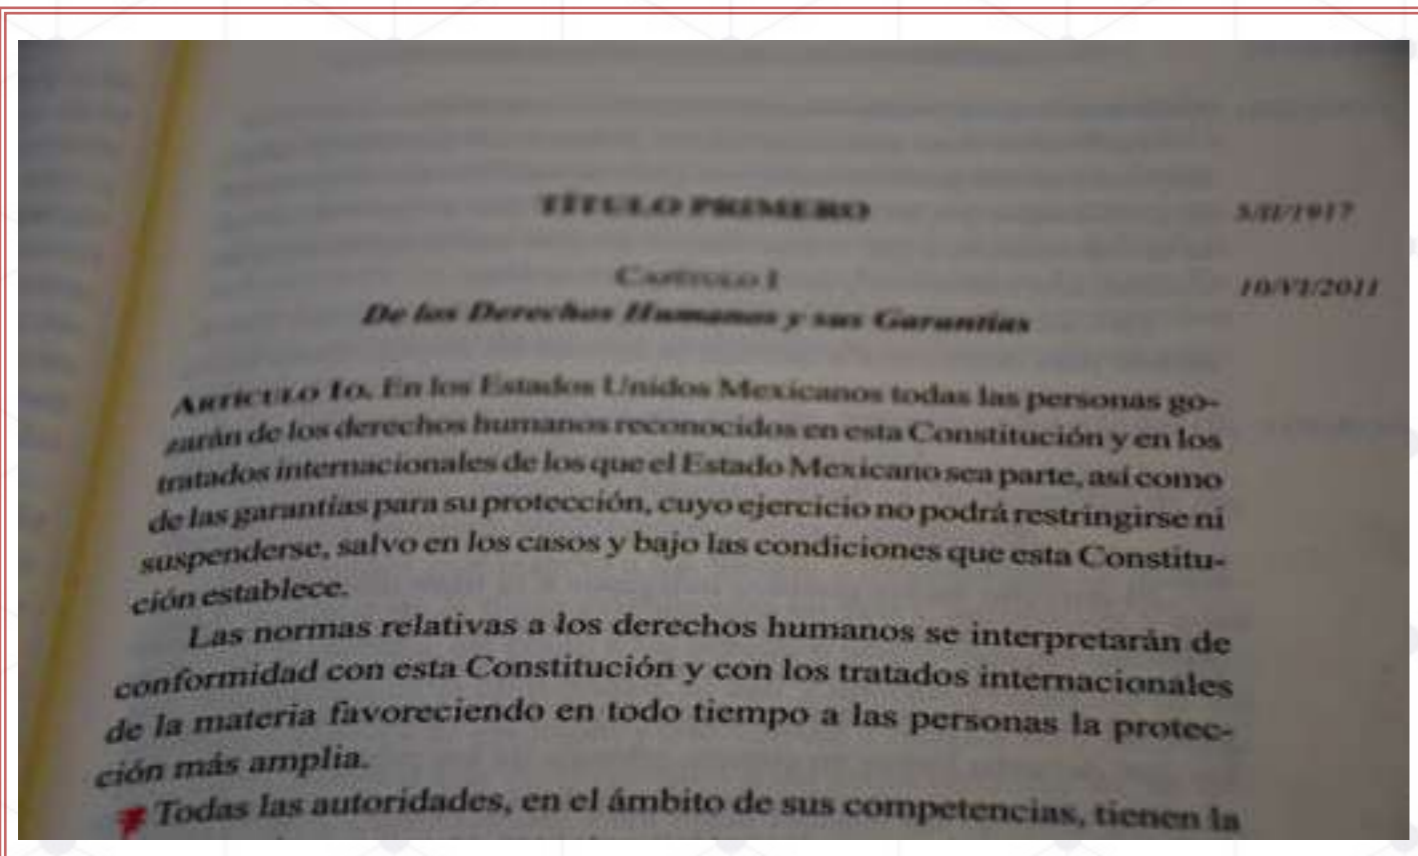 TÍTULO PRIMERO 5/II/1917
CAPÍTULO I 10/VI/2011
De los Derechos Humanos y sus Garantías
ARTÍCULO 1o. En los Estados Unidos Mexicanos todas las personas go-
zarán de los derechos humanos reconocidos en esta Constitución y en los
tratados internacionales de los que el Estado Mexicano sea parte, así como
de las garantías para su protección, cuyo ejercicio no podrá restringirse ni
suspenderse, salvo en los casos y bajo las condiciones que esta Constitu-
ción establece.
Las normas relativas a los derechos humanos se interpretarán de
conformidad con esta Constitución y con los tratados internacionales
de la materia favoreciendo en todo tiempo a las personas la protec-
ción más amplia.
Todas las autoridades, en el ámbito de sus competencias, tienen la